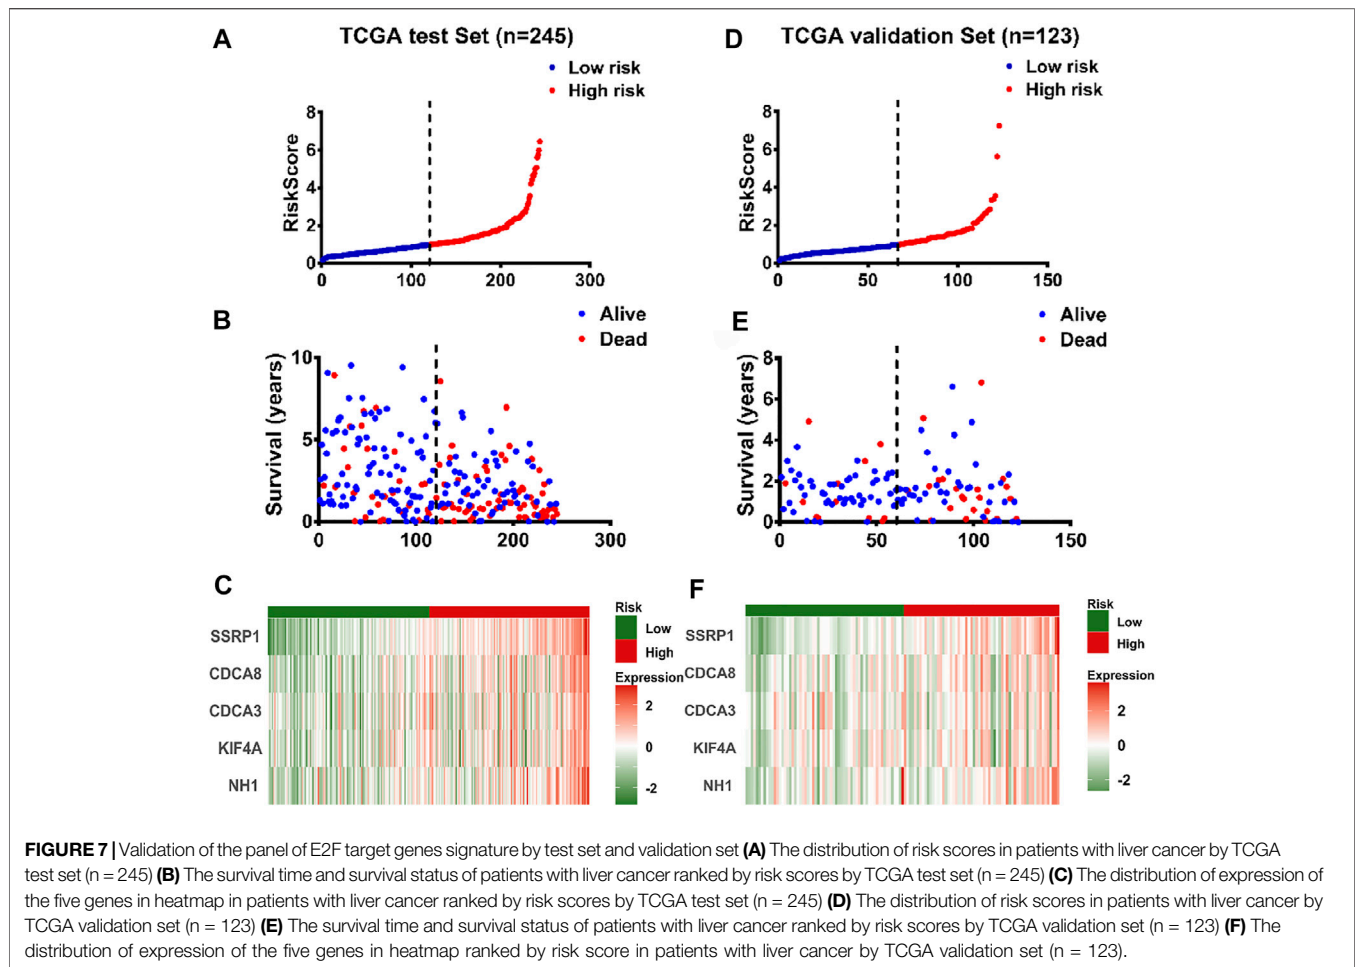 A
TCGA test Set (n=245)
Low risk
High risk
RiskScore
8
6
4
2
0
0
100
200
300
D
TCGA validation Set (n=123)
Low risk
High risk
RiskScore
8
6
4
2
0
0
50
100
150
B
Alive
Dead
Survival (years)
10
5
0
0
100
200
300
E
Alive
Dead
Survival (years)
8
6
4
2
0
0
50
100
150
C
SSRP1
CDCA8
CDCA3
KIF4A
NH1
Risk
Low
High
Expression
2
0
-2
F
SSRP1
CDCA8
CDCA3
KIF4A
NH1
Risk
Low
High
Expression
2
0
-2
FIGURE 7 | Validation of the panel of E2F target genes signature by test set and validation set (A) The distribution of risk scores in patients with liver cancer by TCGA
test set (n = 245) (B) The survival time and survival status of patients with liver cancer ranked by risk scores by TCGA test set (n = 245) (C) The distribution of expression of
the five genes in heatmap in patients with liver cancer ranked by risk scores by TCGA test set (n = 245) (D) The distribution of risk scores in patients with liver cancer by
TCGA validation set (n = 123) (E) The survival time and survival status of patients with liver cancer ranked by risk scores by TCGA validation set (n = 123) (F) The
distribution of expression of the five genes in heatmap ranked by risk score in patients with liver cancer by TCGA validation set (n = 123).